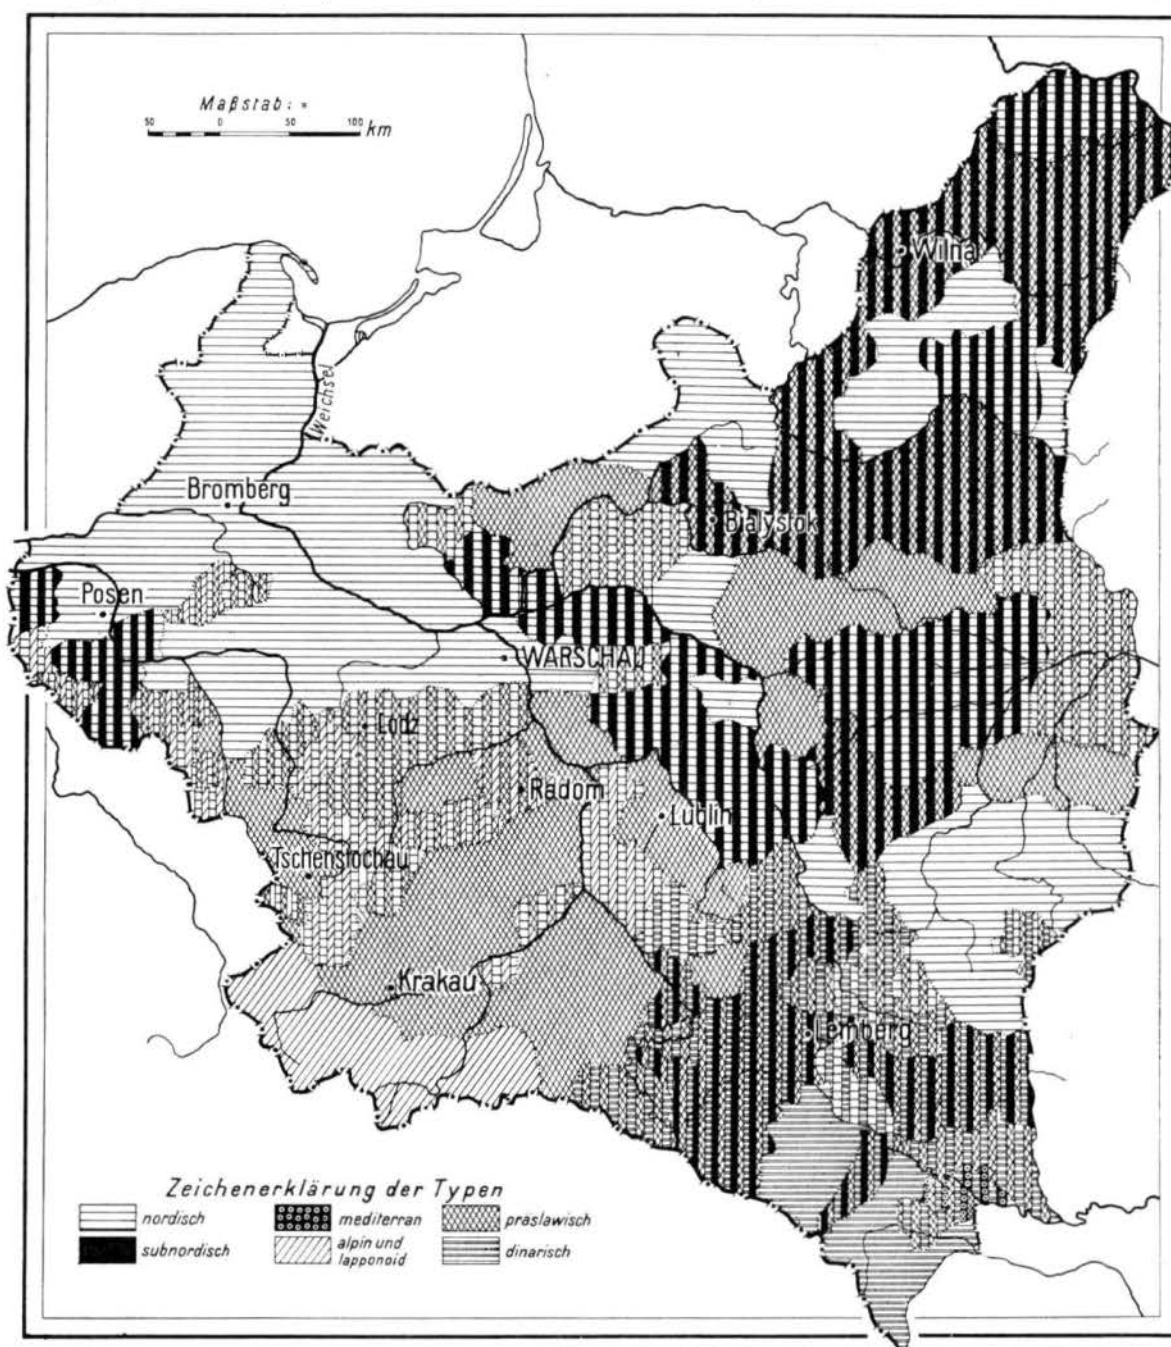 Maßstab:
50 0 50 100 km
Wilna
Weichsel
Bromberg
Bialystok
Posen
WARSCHAU
Lodz
Radom
Lublin
Tschenstochau
Krakau
Lemberg
Zeichenerklärung der Typen
nordisch
mediterran
präslawisch
subnordisch
alpin und
lapponoid
dinarisch